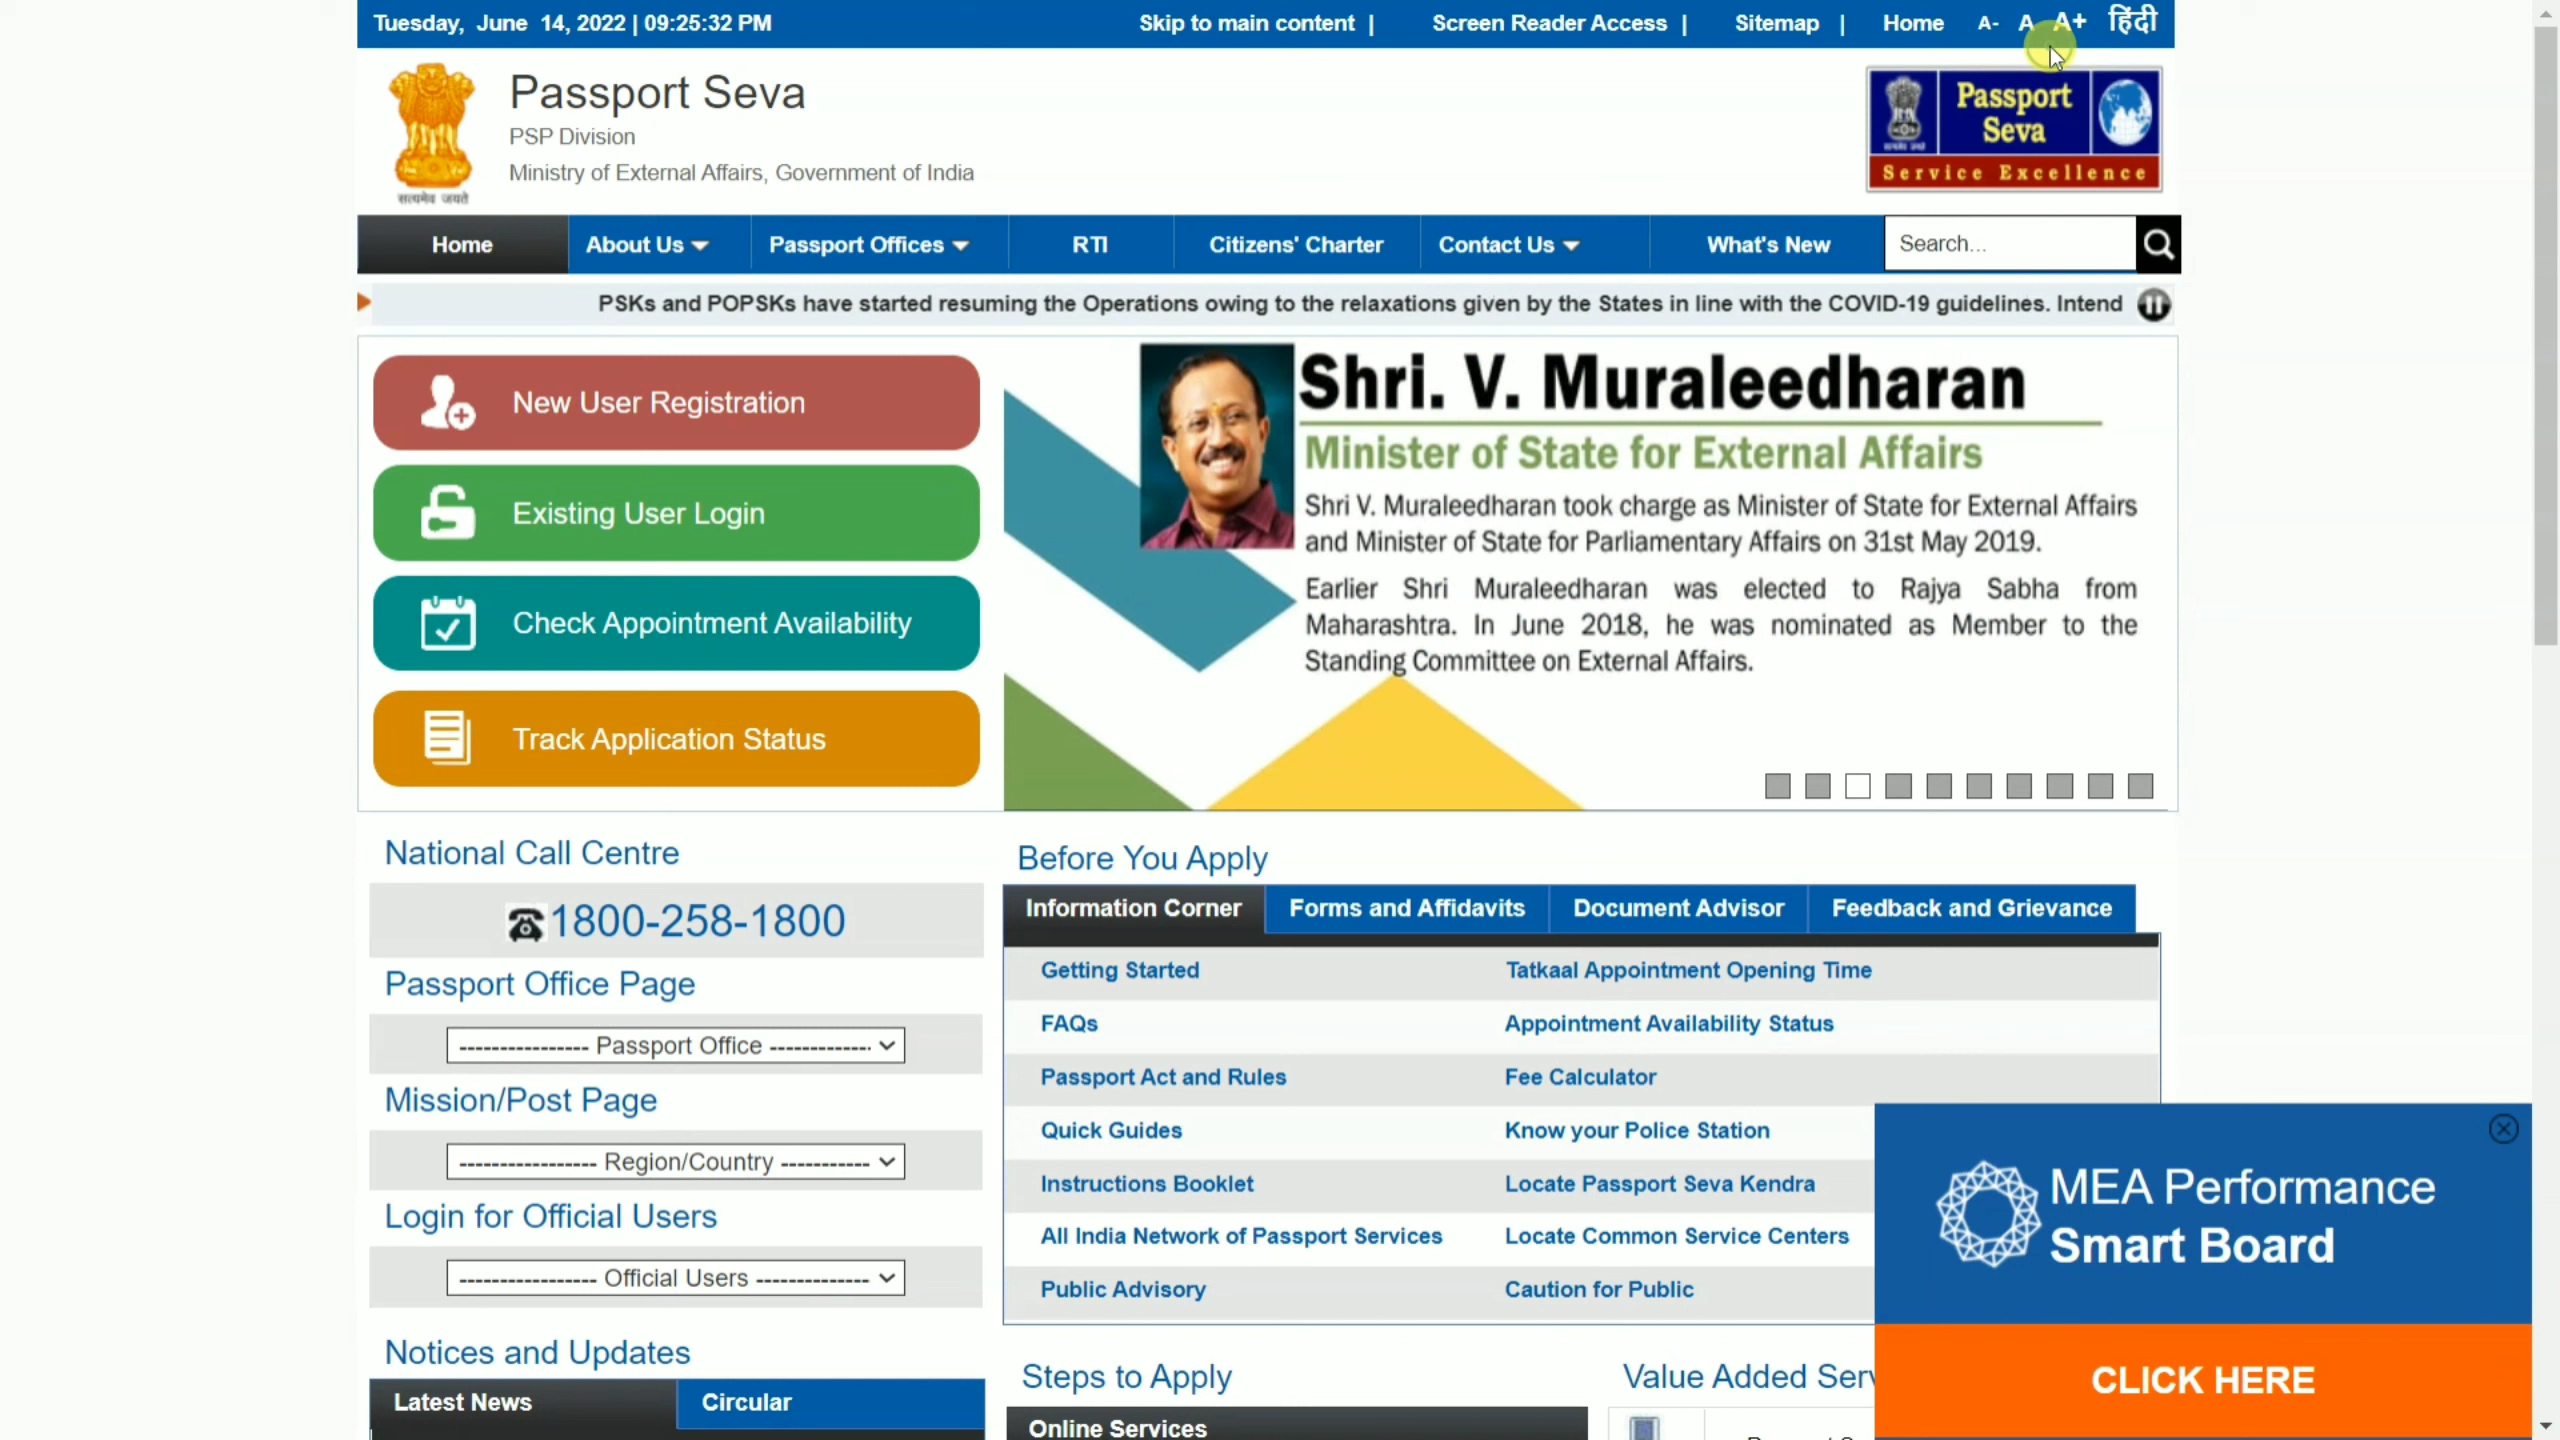 Tuesday, June 14, 2022 | 09:25:32 PM
Skip to main content | Screen Reader Access | Sitemap | Home A- A A+ हिंदी
Passport Seva
PSP Division
Ministry of External Affairs, Government of India
सत्यमेव जयते
Passport
Seva
Service Excellence
Home About Us Passport Offices RTI Citizens' Charter Contact Us What's New Search...
PSKs and POPSKs have started resuming the Operations owing to the relaxations given by the States in line with the COVID-19 guidelines. Intend
New User Registration
Existing User Login
Check Appointment Availability
Track Application Status
Shri. V. Muraleedharan
Minister of State for External Affairs
Shri V. Muraleedharan took charge as Minister of State for External Affairs
and Minister of State for Parliamentary Affairs on 31st May 2019.
Earlier Shri Muraleedharan was elected to Rajya Sabha from
Maharashtra. In June 2018, he was nominated as Member to the
Standing Committee on External Affairs.
National Call Centre
1800-258-1800
Passport Office Page
---------------- Passport Office -------------
Mission/Post Page
----------------- Region/Country -----------
Login for Official Users
----------------- Official Users --------------
Notices and Updates
Latest News Circular
Before You Apply
Information Corner Forms and Affidavits Document Advisor Feedback and Grievance
Getting Started Tatkaal Appointment Opening Time
FAQs Appointment Availability Status
Passport Act and Rules Fee Calculator
Quick Guides Know your Police Station
Instructions Booklet Locate Passport Seva Kendra
All India Network of Passport Services Locate Common Service Centers
Public Advisory Caution for Public
Steps to Apply
Online Services
Value Added Serv
MEA Performance
Smart Board
CLICK HERE